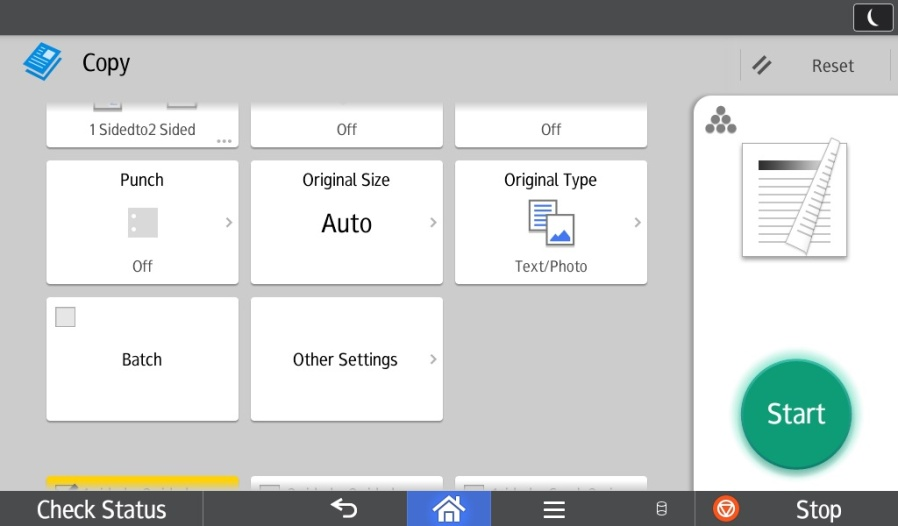 Copy
Reset
1 Sidedto2 Sided
Off
Off
Punch
Original Size
Original Type
Auto
Off
Text/Photo
Batch
Other Settings
Start
Check Status
Stop